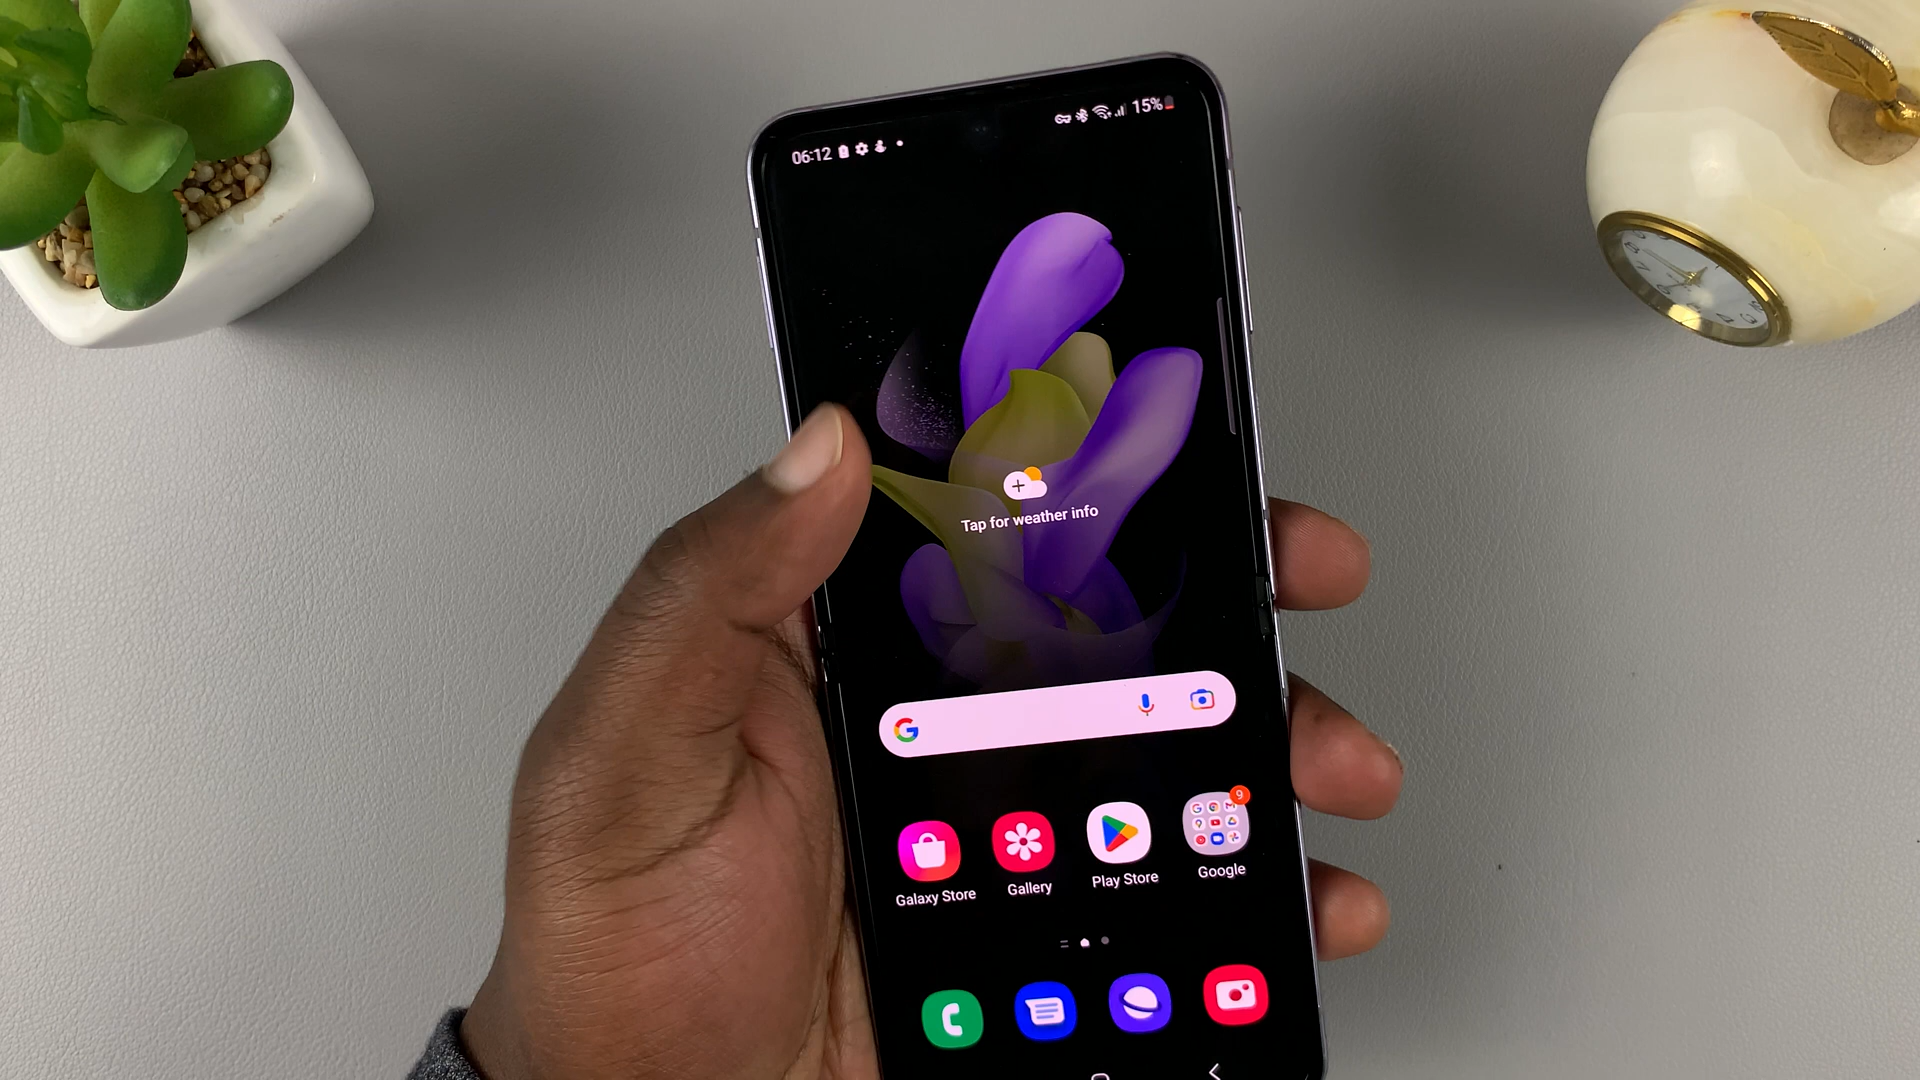 06:12
15%
Tap for weather info
G
9
Galaxy Store
Gallery
Play Store
Google